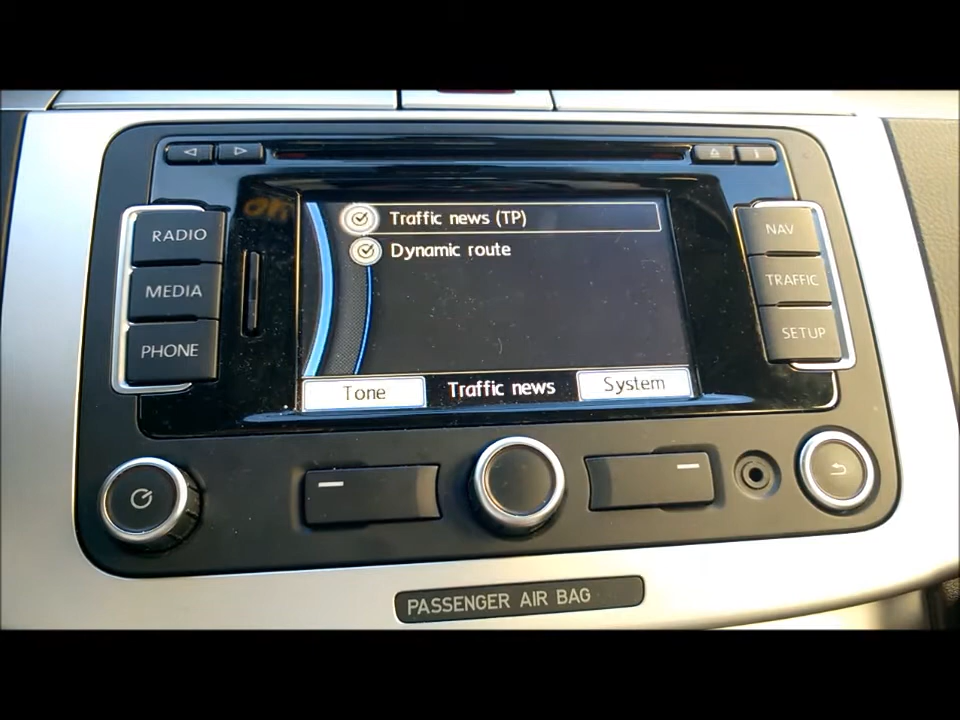 RADIO
MEDIA
PHONE
Traffic news (TP)
Dynamic route
Tone
Traffic news
System
NAV
TRAFFIC
SETUP
PASSENGER AIR BAG